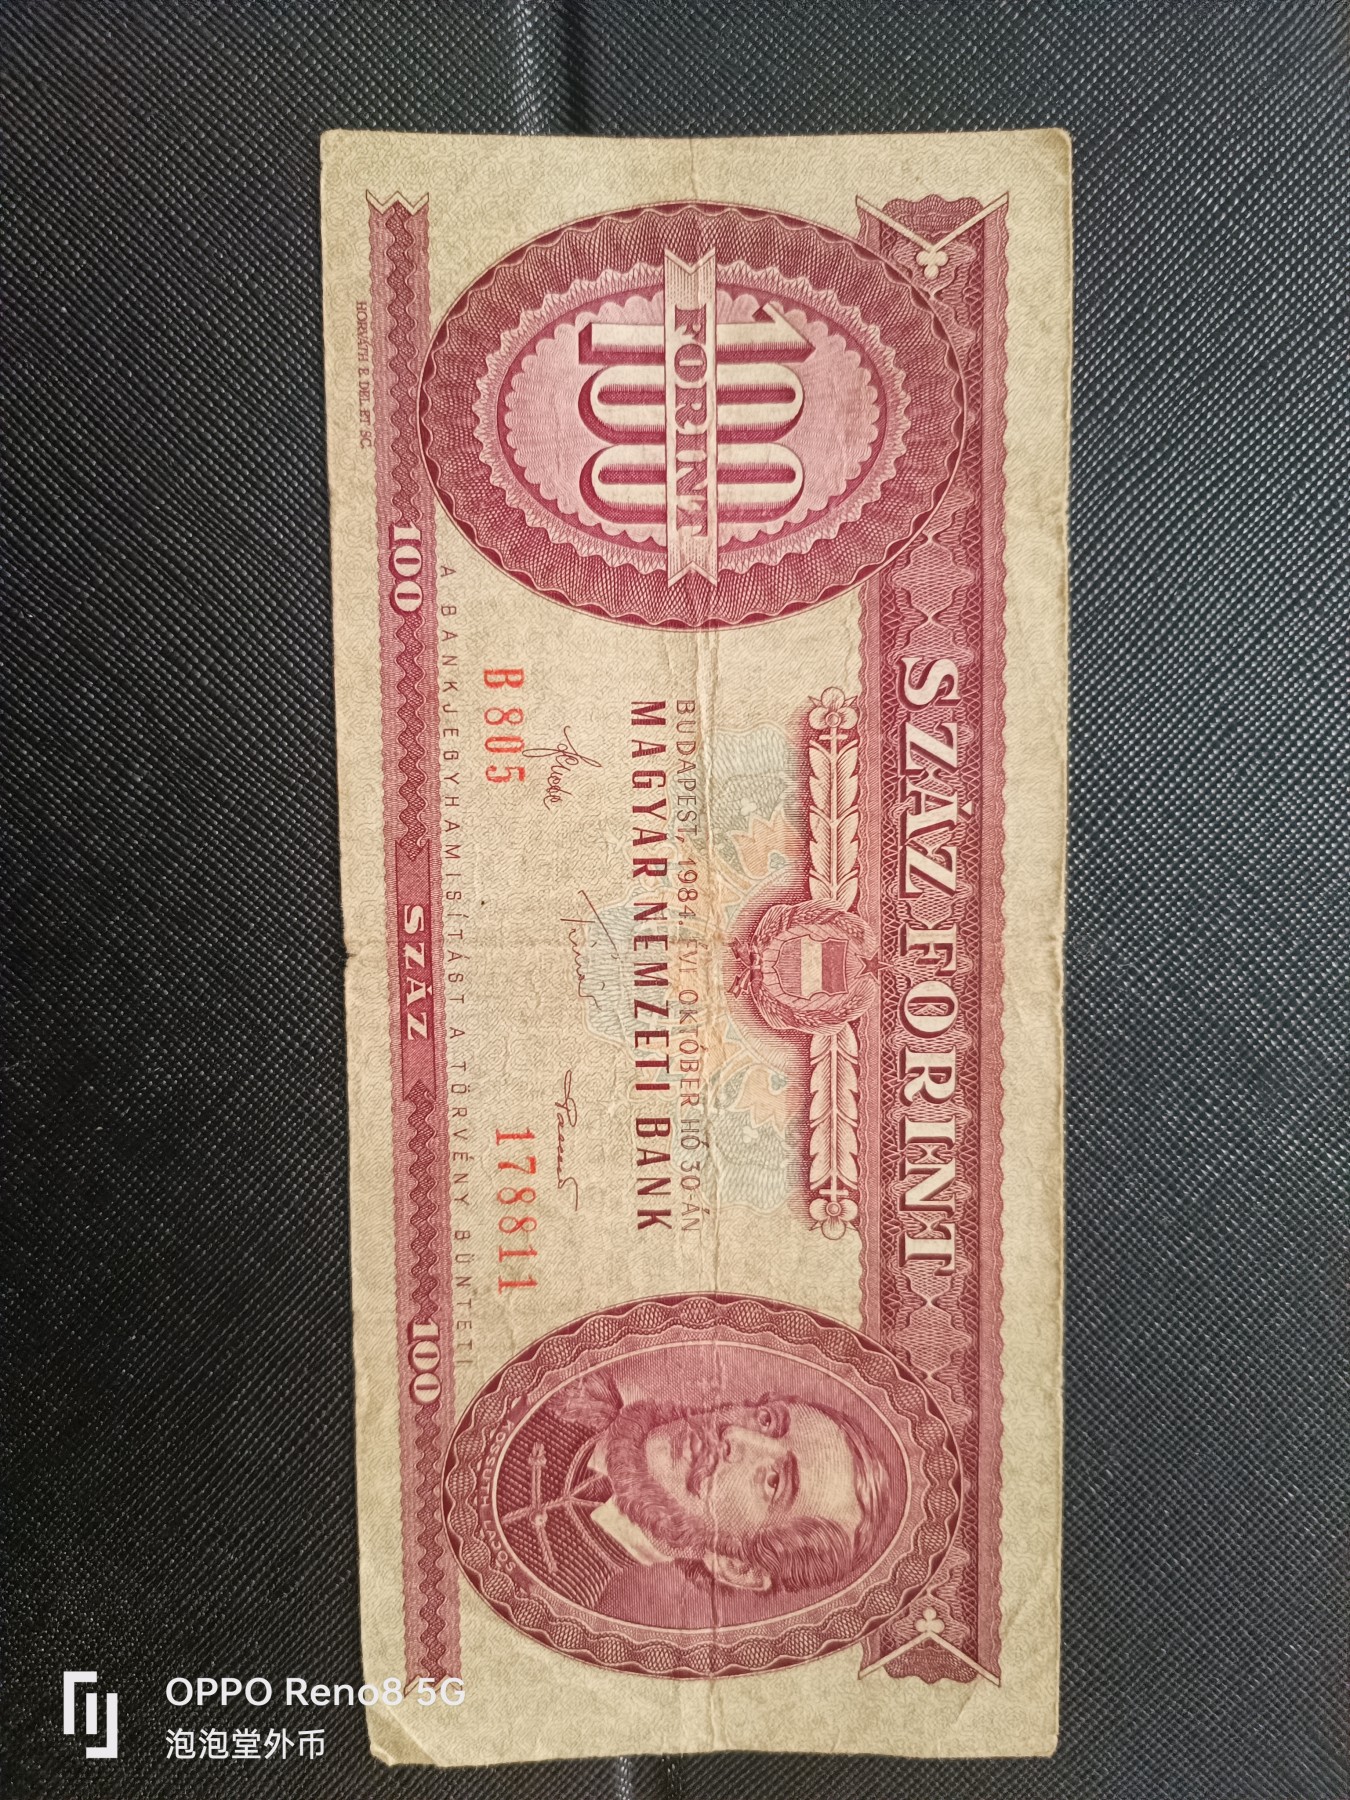 SZÁZ FORINT
100
FORINT
BUDAPEST, 1984. ÉVI OKTÓBER HÓ 30-ÁN
MAGYAR NEMZETI BANK
B 805
178811
KOSSUTH LAJOS
A BANKJEGYHAMISÍTÁST A TÖRVÉNY BÜNTETI
100 SZÁZ 100
HORVÁTH E. DEL. ET SC.
OPPO Reno8 5G
泡泡堂外币